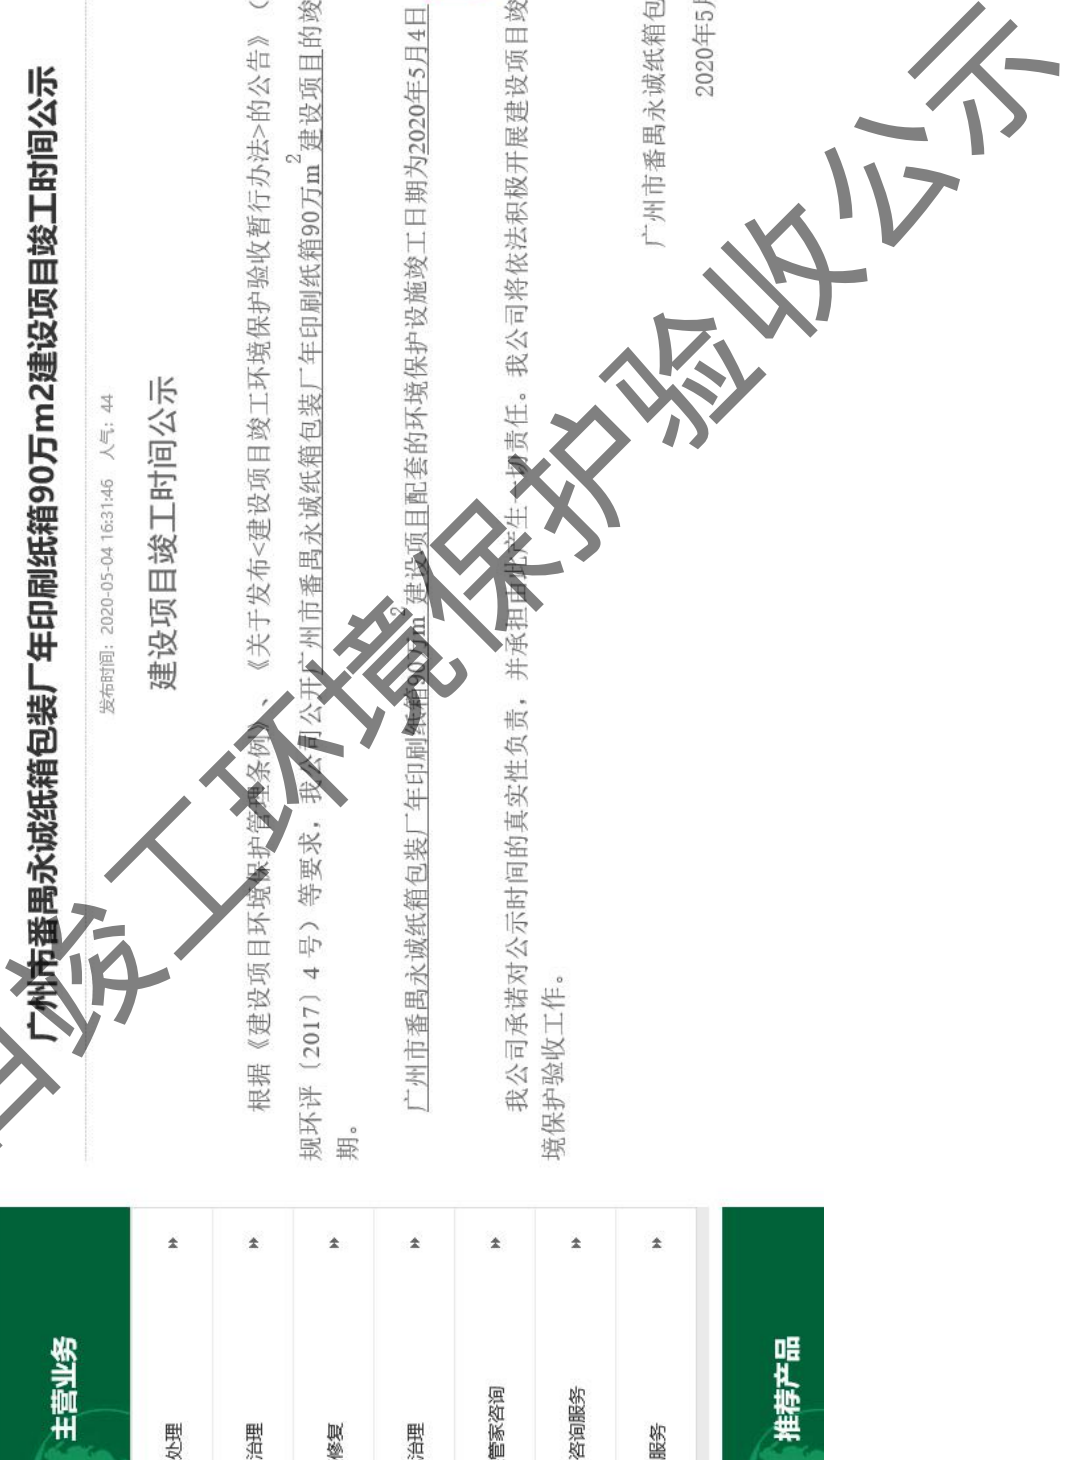 广州市番禺永诚纸箱包装厂年印刷纸箱90万m2建设项目竣工时间公示
发布时间：2020-05-04 16:31:46 人气：44
建设项目竣工时间公示
根据《建设项目环境保护管理条例》、《关于发布<建设项目竣工环境保护验收暂行办法>的公告》（
规环评〔2017〕4 号）等要求，我公司公开广州市番禺永诚纸箱包装厂年印刷纸箱90万m²建设项目的竣
期。
广州市番禺永诚纸箱包装厂年印刷纸箱90万m²建设项目配套的环境保护设施竣工日期为2020年5月4日
我公司承诺对公示时间的真实性负责，并承担由此产生一切责任。我公司将依法积极开展建设项目竣
境保护验收工作。
广州市番禺永诚纸箱包
2020年5月
主营业务
处理
治理
修复
治理
管家咨询
咨询服务
服务
推荐产品
目竣工环境保护验收公示